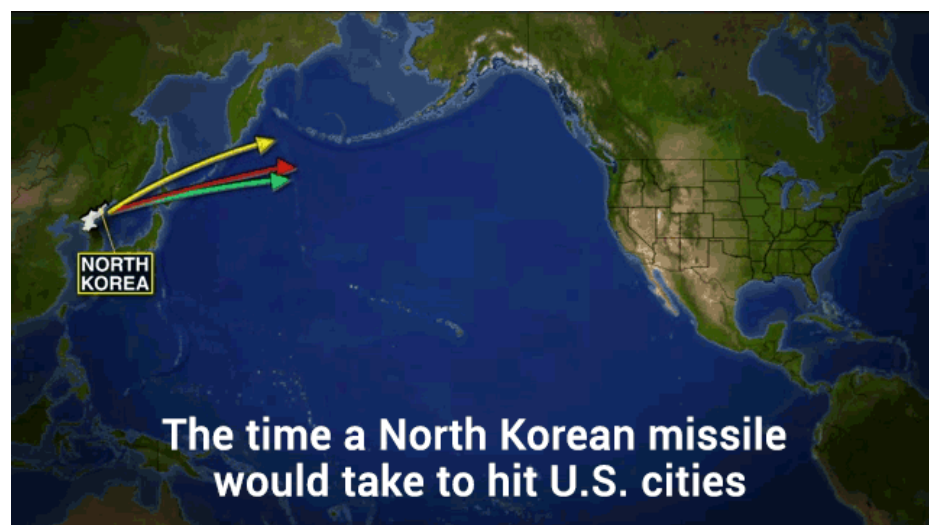 NORTH
KOREA
The time a North Korean missile
would take to hit U.S. cities